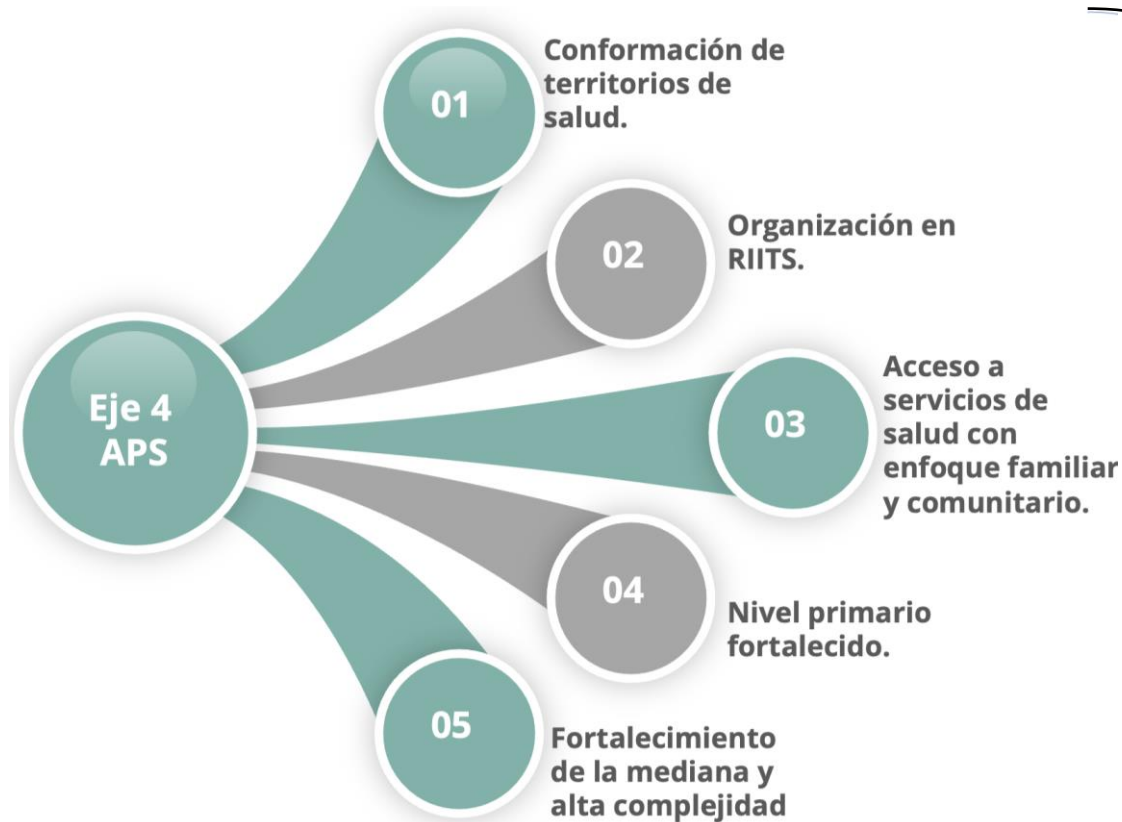 01
Conformación de
territorios de
salud.
02
Organización en
RIITS.
Eje 4
APS
03
Acceso a
servicios de
salud con
enfoque familiar
y comunitario.
04
Nivel primario
fortalecido.
05
Fortalecimiento
de la mediana y
alta complejidad